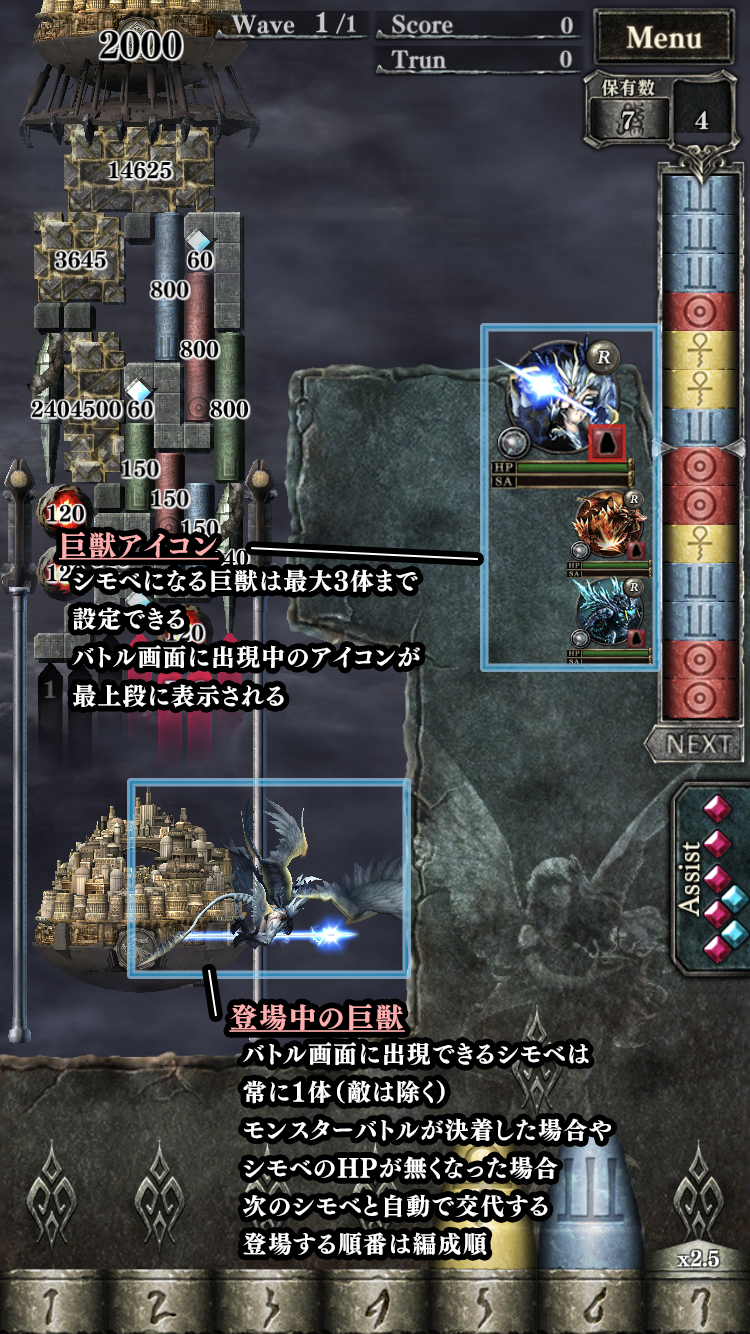 Wave 1/1
Score 0
Trun 0
Menu
2000
保有数
7
4
14625
3645
60
800
800
2404500
60
800
150
150
150
120
巨獣アイコン
シモベになる巨獣は最大3体まで
設定できる
バトル画面に出現中のアイコンが
最上段に表示される
R
HP
SA
R
HP
SA
R
HP
SA
1
NEXT
Assist
登場中の巨獣
バトル画面に出現できるシモベは
常に1体(敵は除く)
モンスターバトルが決着した場合や
シモベのHPが無くなった場合
次のシモベと自動で交代する
登場する順番は編成順
x2.5
1 2 3 4 5 6 7